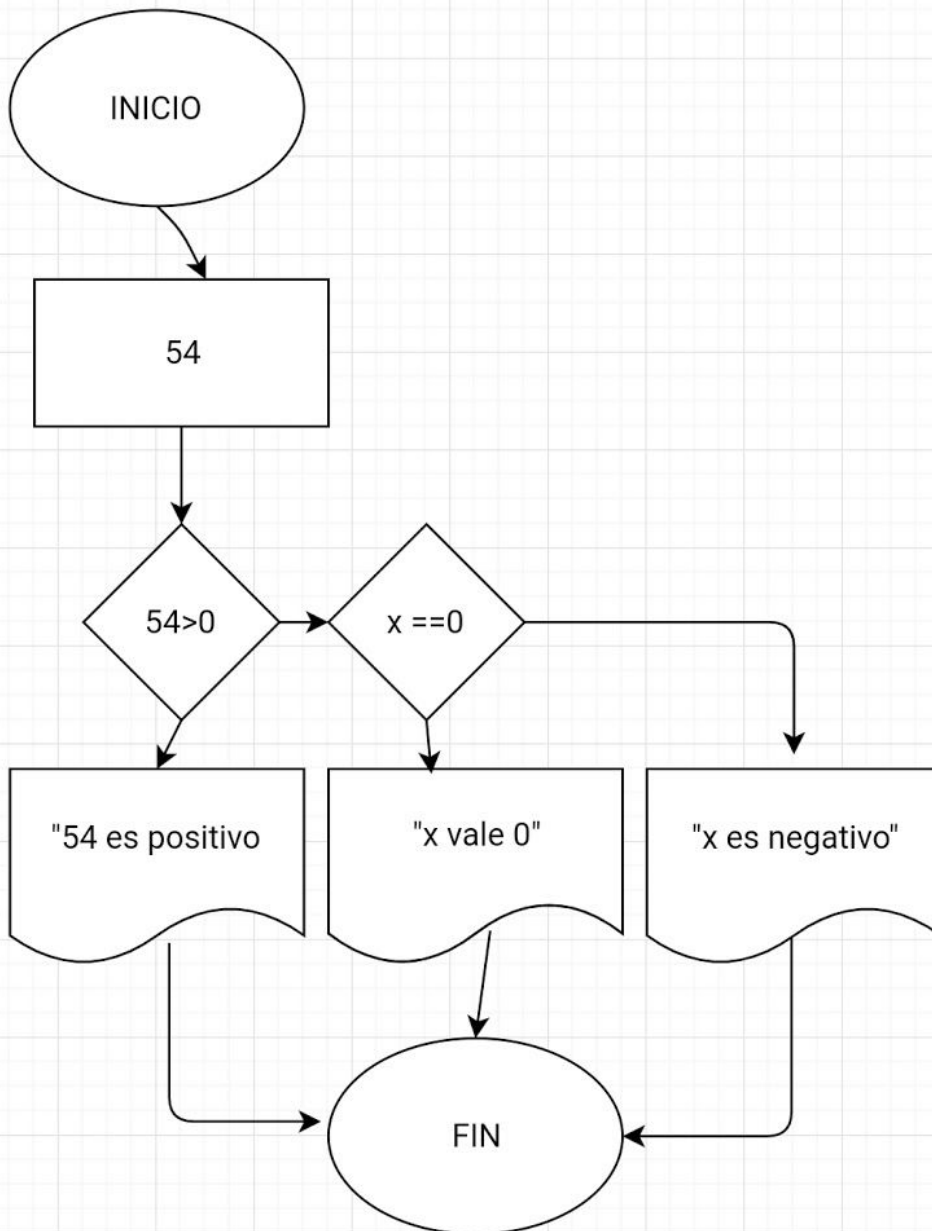 INICIO
54
54>0
x ==0
"54 es positivo
"x vale 0"
"x es negativo"
FIN